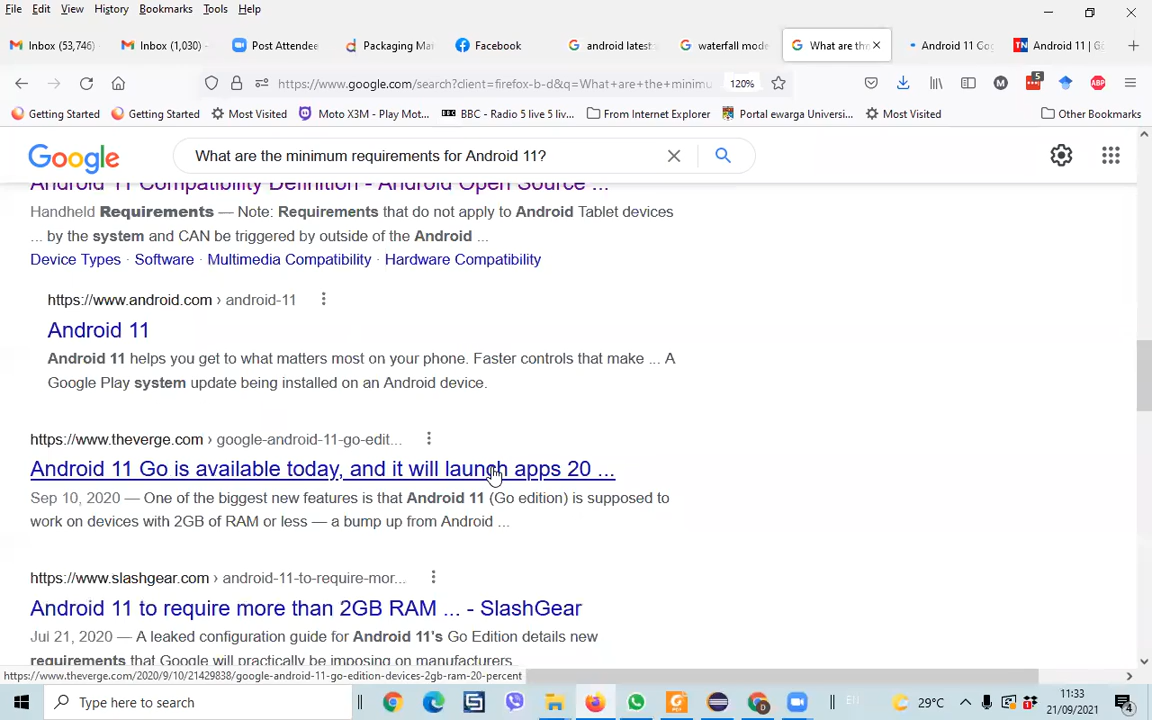 File Edit View History Bookmarks Tools Help
Inbox (53,746) Inbox (1,030) - Post Attendee Packaging Ma Facebook android latest waterfall mode What are the Android 11 Go Android 11 | G
https://www.google.com/search?client=firefox-b-d&q=What+are+the+minimu 120% M 5 ABP
Getting Started Getting Started Most Visited Moto X3M - Play Mot... BBC - Radio 5 live 5 liv... From Internet Explorer Portal ewarga Universi... Most Visited Other Bookmarks
Google What are the minimum requirements for Android 11?
Android 11 Compatibility Definition - Android Open Source ...
Handheld Requirements — Note: Requirements that do not apply to Android Tablet devices
... by the system and CAN be triggered by outside of the Android ...
Device Types · Software · Multimedia Compatibility · Hardware Compatibility
https://www.android.com › android-11
Android 11
Android 11 helps you get to what matters most on your phone. Faster controls that make ... A
Google Play system update being installed on an Android device.
https://www.theverge.com › google-android-11-go-edit...
Android 11 Go is available today, and it will launch apps 20 ...
Sep 10, 2020 — One of the biggest new features is that Android 11 (Go edition) is supposed to
work on devices with 2GB of RAM or less — a bump up from Android ...
https://www.slashgear.com › android-11-to-require-mor...
Android 11 to require more than 2GB RAM ... - SlashGear
Jul 21, 2020 — A leaked configuration guide for Android 11's Go Edition details new
requirements that Google will practically be imposing on manufacturers.
https://www.theverge.com/2020/9/10/21429838/google-android-11-go-edition-devices-2gb-ram-20-percent
Type here to search 29°C 11:33
21/09/2021 4